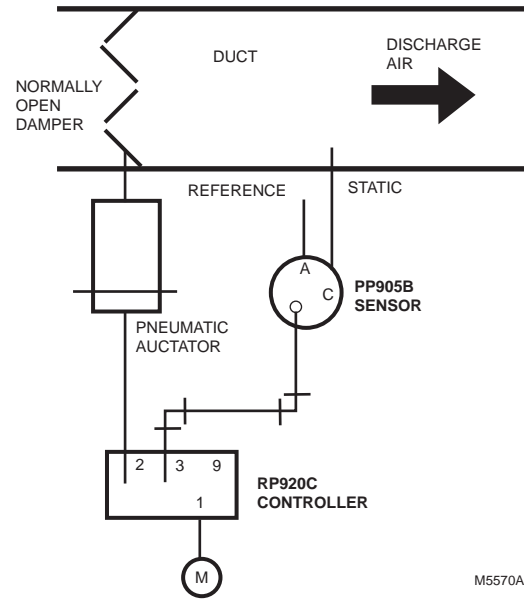 DUCT
DISCHARGE
AIR
NORMALLY
OPEN
DAMPER
REFERENCE
STATIC
A
C
PP905B
SENSOR
PNEUMATIC
AUCTATOR
2
3
9
1
RP920C
CONTROLLER
M
M5570A